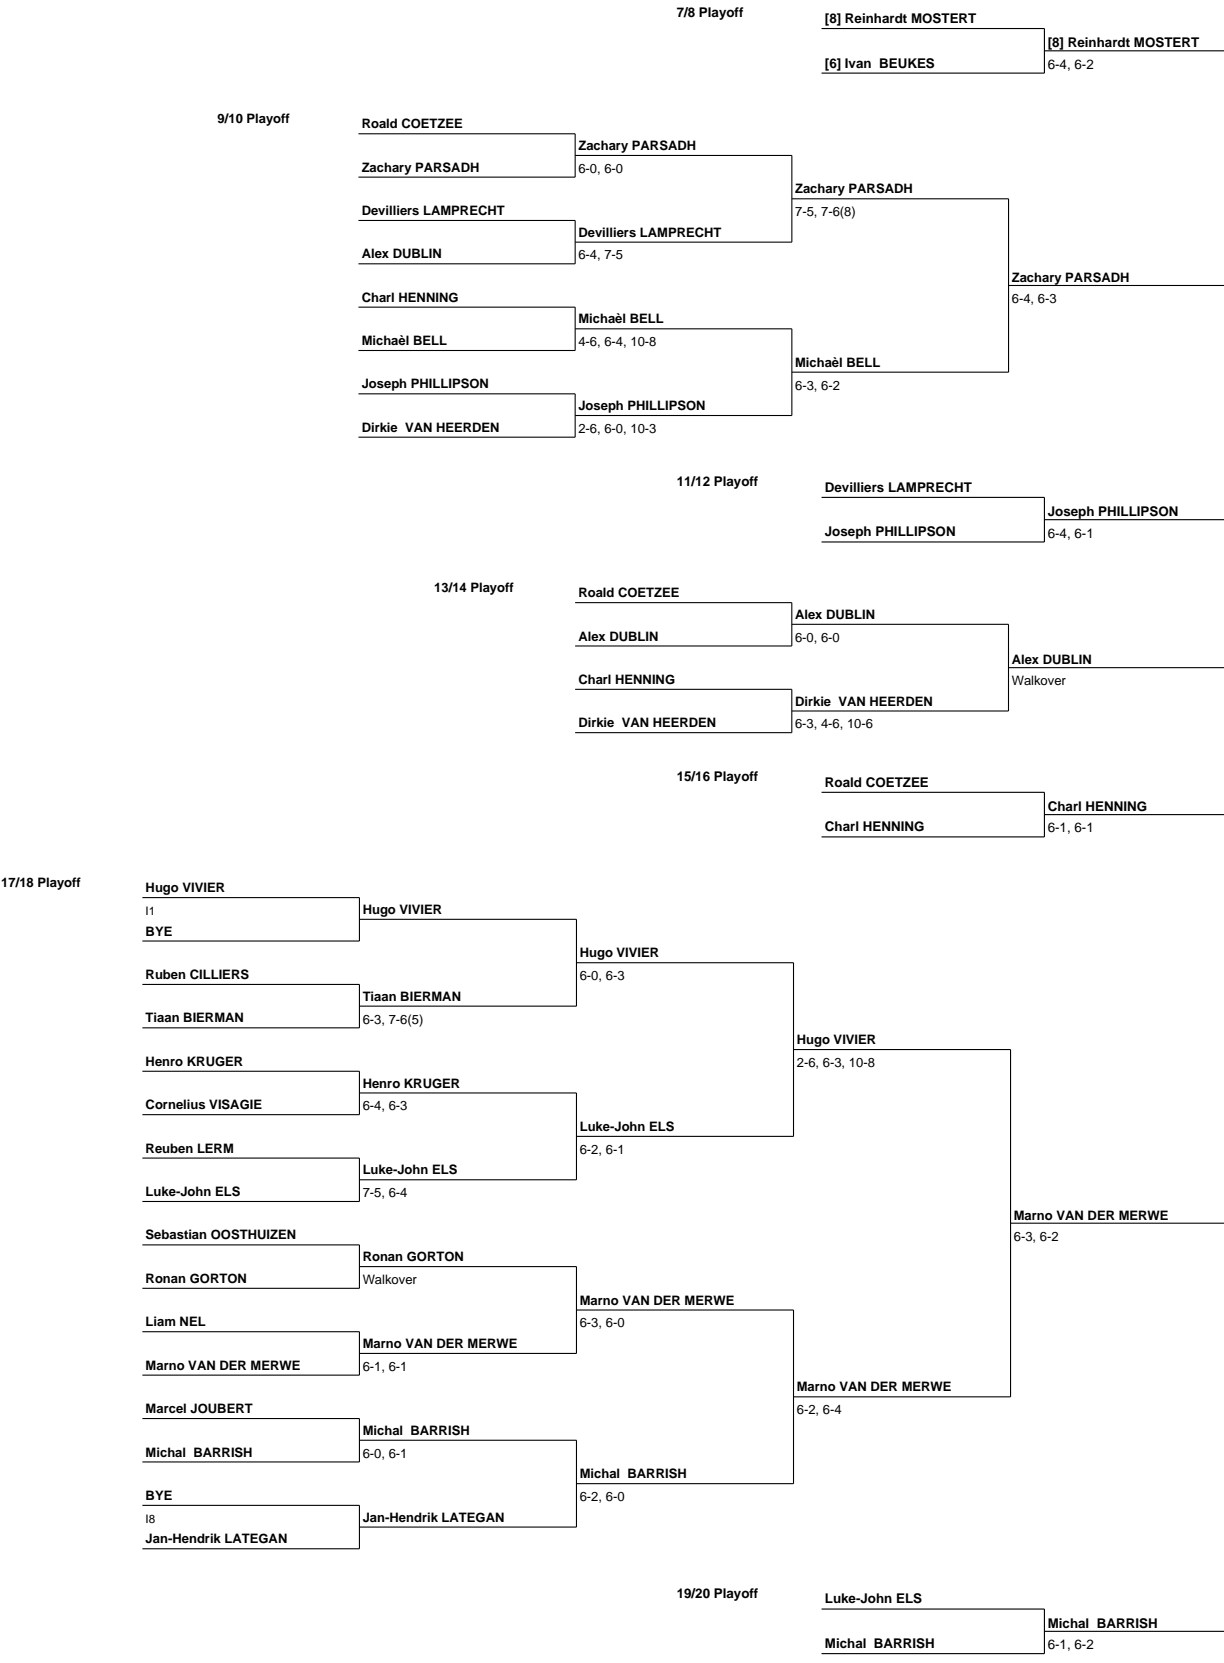 7/8 Playoff
[8] Reinhardt MOSTERT
[8] Reinhardt MOSTERT
[6] Ivan  BEUKES
6-4, 6-2
9/10 Playoff
Roald COETZEE
Zachary PARSADH
Zachary PARSADH
6-0, 6-0
Zachary PARSADH
Devilliers LAMPRECHT
7-5, 7-6(8)
Devilliers LAMPRECHT
Alex DUBLIN
6-4, 7-5
Zachary PARSADH
Charl HENNING
6-4, 6-3
Michaèl BELL
Michaèl BELL
4-6, 6-4, 10-8
Michaèl BELL
Joseph PHILLIPSON
6-3, 6-2
Joseph PHILLIPSON
Dirkie  VAN HEERDEN
2-6, 6-0, 10-3
11/12 Playoff
Devilliers LAMPRECHT
Joseph PHILLIPSON
Joseph PHILLIPSON
6-4, 6-1
13/14 Playoff
Roald COETZEE
Alex DUBLIN
Alex DUBLIN
6-0, 6-0
Alex DUBLIN
Charl HENNING
Walkover
Dirkie  VAN HEERDEN
Dirkie  VAN HEERDEN
6-3, 4-6, 10-6
15/16 Playoff
Roald COETZEE
Charl HENNING
Charl HENNING
6-1, 6-1
17/18 Playoff
Hugo VIVIER
I1
Hugo VIVIER
BYE
Hugo VIVIER
Ruben CILLIERS
6-0, 6-3
Tiaan BIERMAN
Tiaan BIERMAN
6-3, 7-6(5)
Hugo VIVIER
Henro KRUGER
2-6, 6-3, 10-8
Henro KRUGER
Cornelius VISAGIE
6-4, 6-3
Luke-John ELS
Reuben LERM
6-2, 6-1
Luke-John ELS
Luke-John ELS
7-5, 6-4
Marno VAN DER MERWE
Sebastian OOSTHUIZEN
6-3, 6-2
Ronan GORTON
Ronan GORTON
Walkover
Marno VAN DER MERWE
Liam NEL
6-3, 6-0
Marno VAN DER MERWE
Marno VAN DER MERWE
6-1, 6-1
Marno VAN DER MERWE
Marcel JOUBERT
6-2, 6-4
Michal  BARRISH
Michal  BARRISH
6-0, 6-1
Michal  BARRISH
BYE
6-2, 6-0
I8
Jan-Hendrik LATEGAN
Jan-Hendrik LATEGAN
19/20 Playoff
Luke-John ELS
Michal  BARRISH
Michal  BARRISH
6-1, 6-2